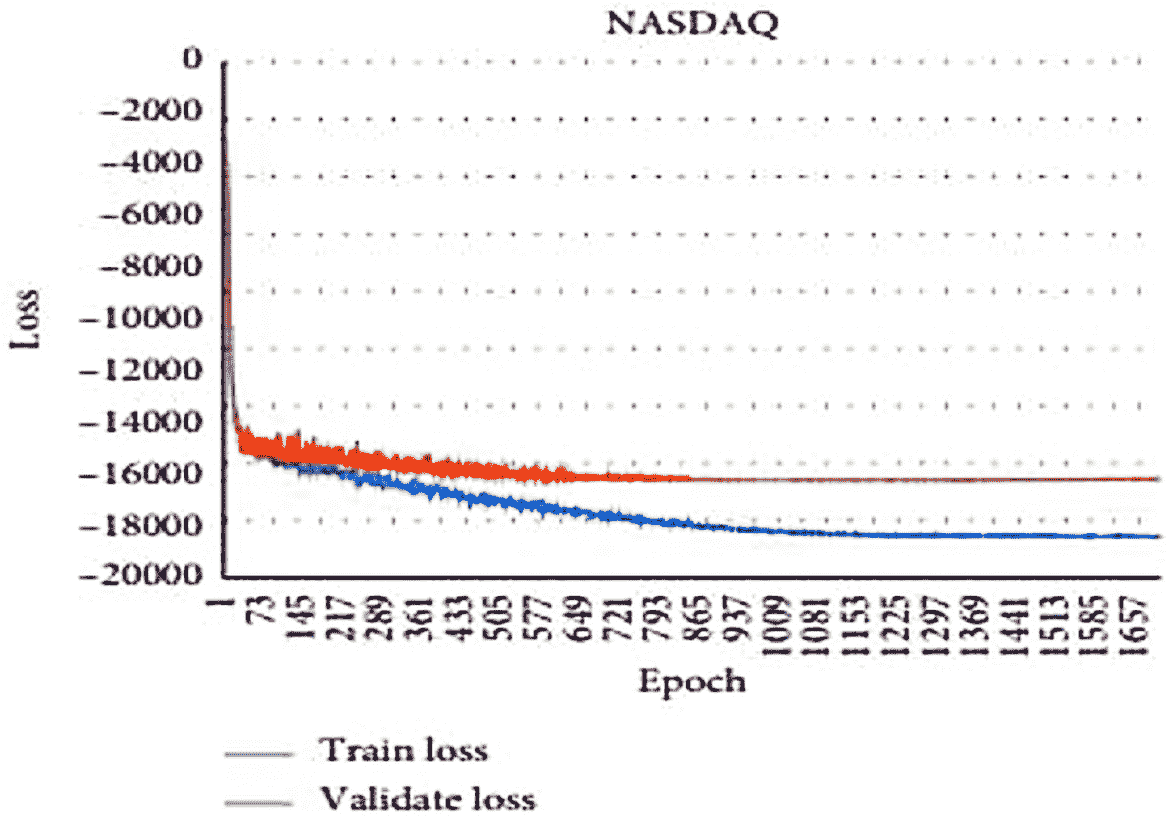 NASDAQ
0
−2000
−4000
−6000
−8000
−10000
−12000
−14000
−16000
−18000
−20000
Loss
1 73 145 217 289 361 433 505 577 649 721 793 865 937 1009 1081 1153 1225 1297 1369 1441 1513 1585 1657
Epoch
Train loss
Validate loss